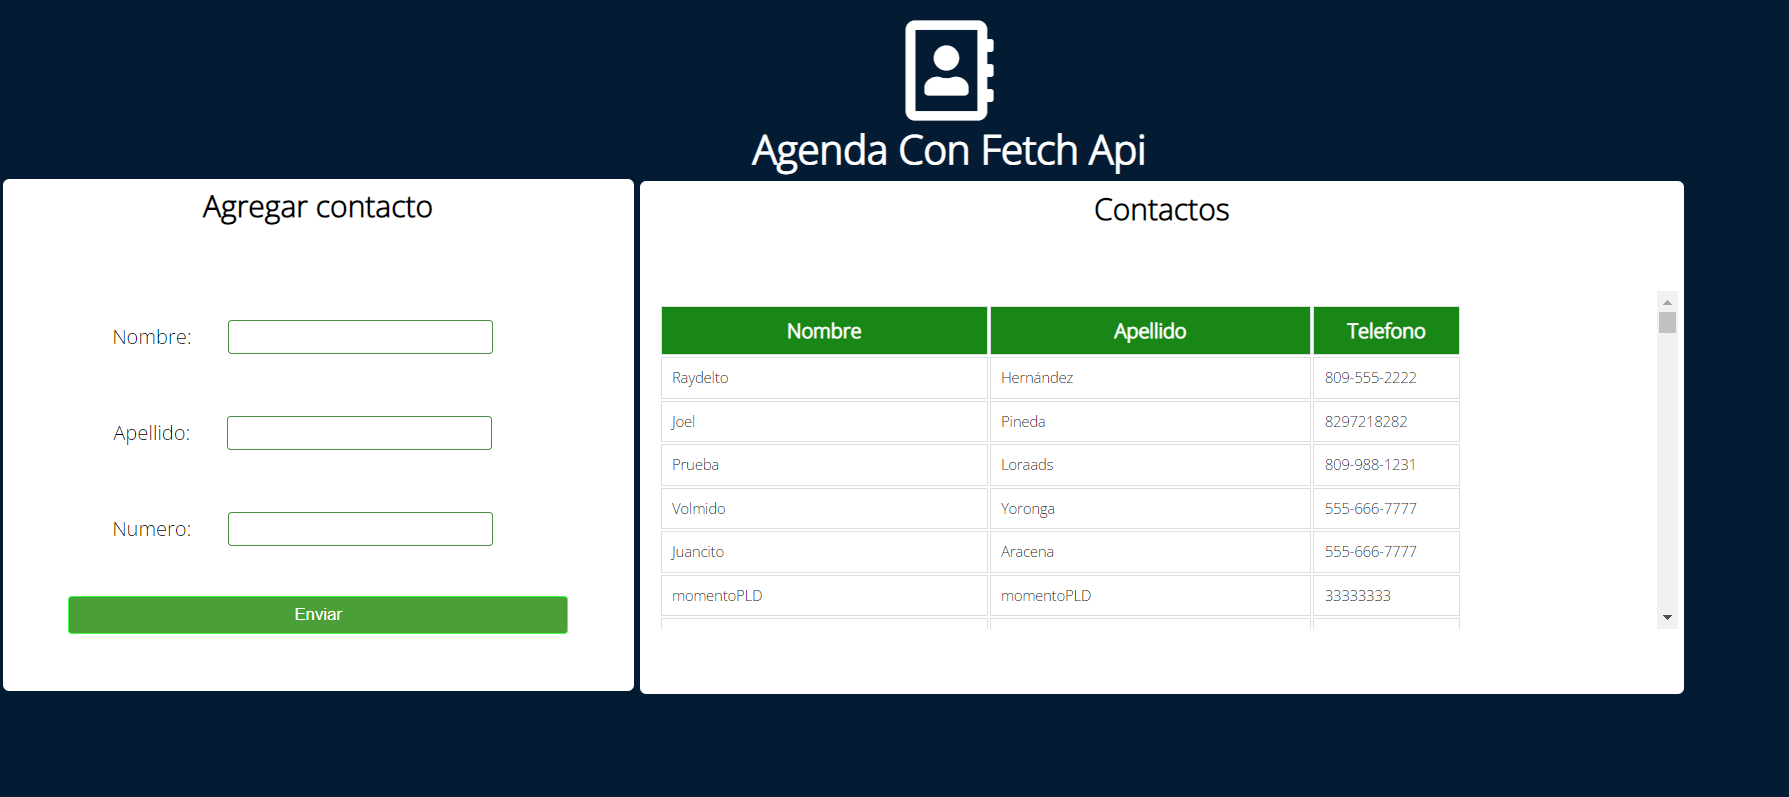 Agenda Con Fetch Api
Agregar contacto
Nombre:
Apellido:
Numero:
Enviar
Contactos
Nombre Apellido Telefono
Raydelto Hernández 809-555-2222
Joel Pineda 8297218282
Prueba Loraads 809-988-1231
Volmido Yoronga 555-666-7777
Juancito Aracena 555-666-7777
momentoPLD momentoPLD 33333333